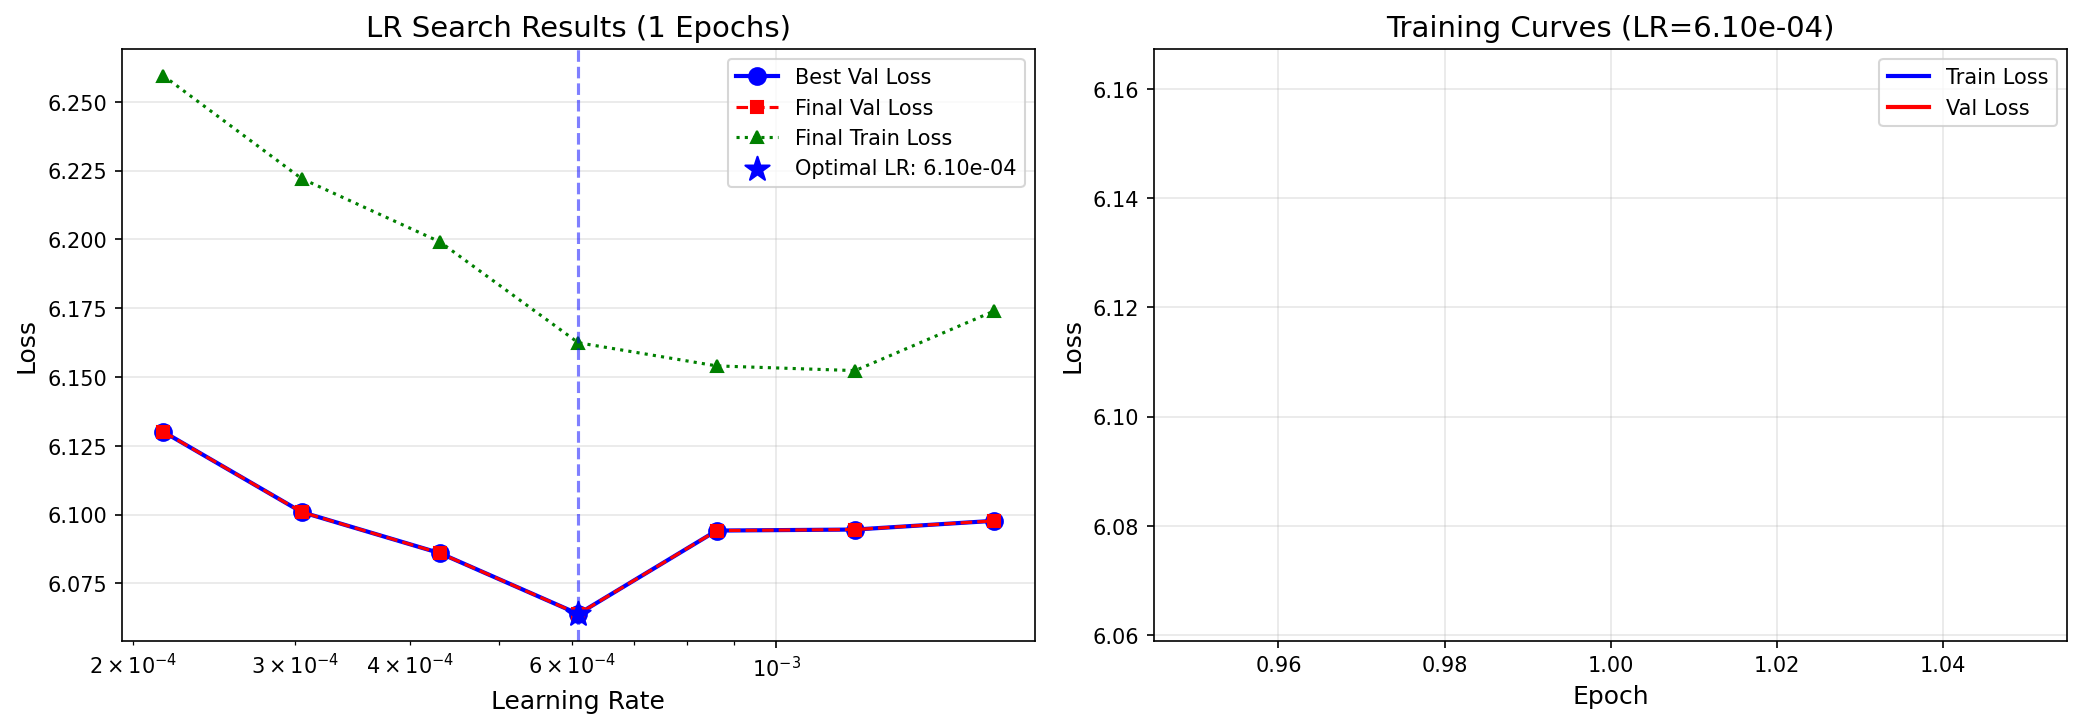 LR Search Results (1 Epochs)
Loss
6.250
6.225
6.200
6.175
6.150
6.125
6.100
6.075
Best Val Loss
Final Val Loss
Final Train Loss
Optimal LR: 6.10e-04
2 × 10⁻⁴
3 × 10⁻⁴
4 × 10⁻⁴
6 × 10⁻⁴
10⁻³
Learning Rate
Training Curves (LR=6.10e-04)
Loss
6.16
6.14
6.12
6.10
6.08
6.06
Train Loss
Val Loss
0.96
0.98
1.00
1.02
1.04
Epoch